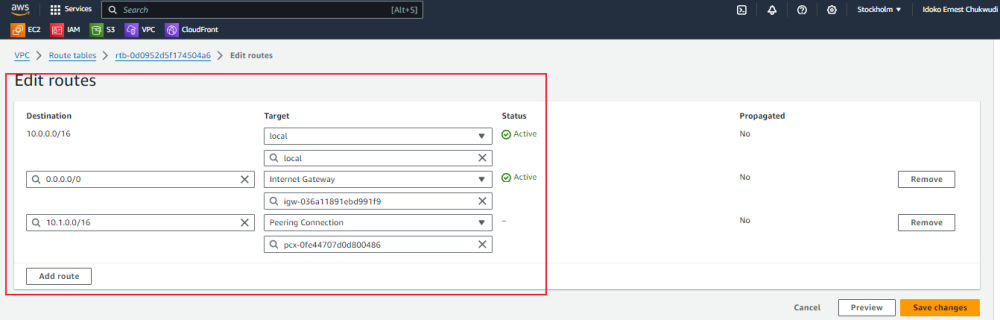 aws Services Search [Alt+S] Stockholm Idoko Ernest Chukwudi
EC2 IAM S3 VPC CloudFront
VPC > Route tables > rtb-0d0952d5f174504a6 > Edit routes
Edit routes
Destination Target Status Propagated
10.0.0.0/16 local Active No
local
0.0.0.0/0 Internet Gateway Active No Remove
igw-036a11891ebd991f9
10.1.0.0/16 Peering Connection – No Remove
pcx-0fe44707d0d800486
Add route
Cancel Preview Save changes